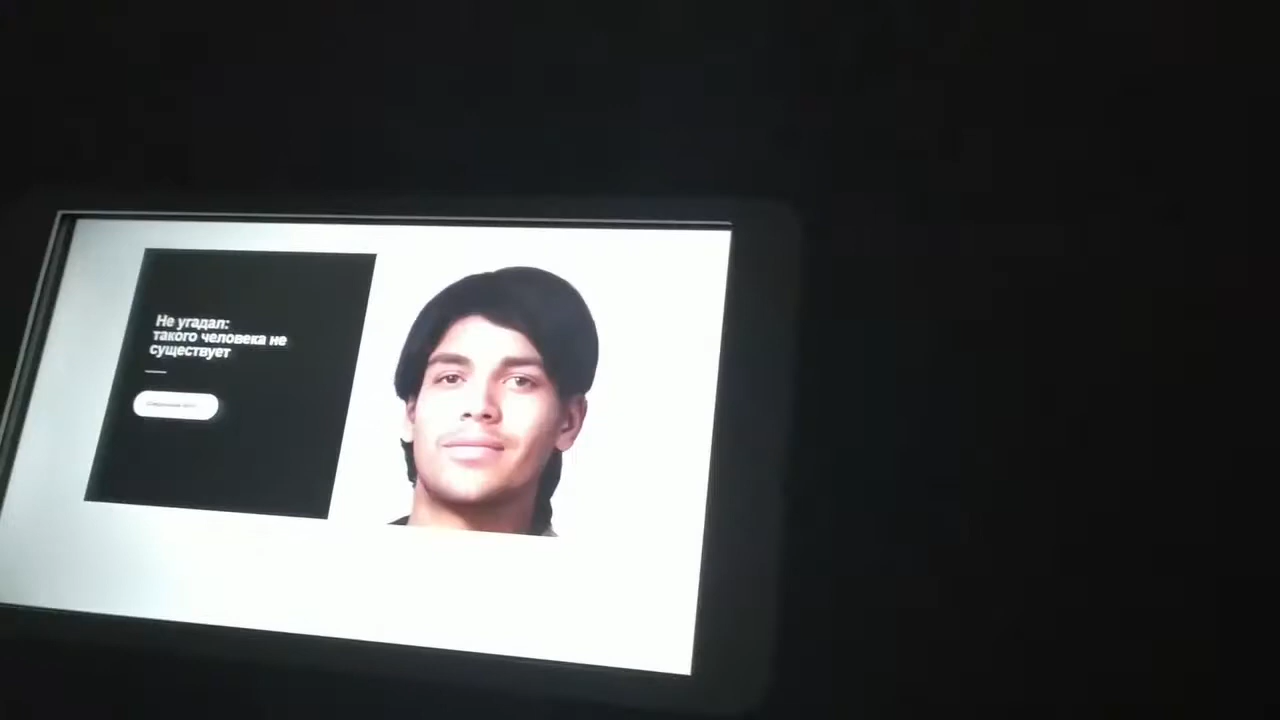 Не угадал:
такого человека не
существует